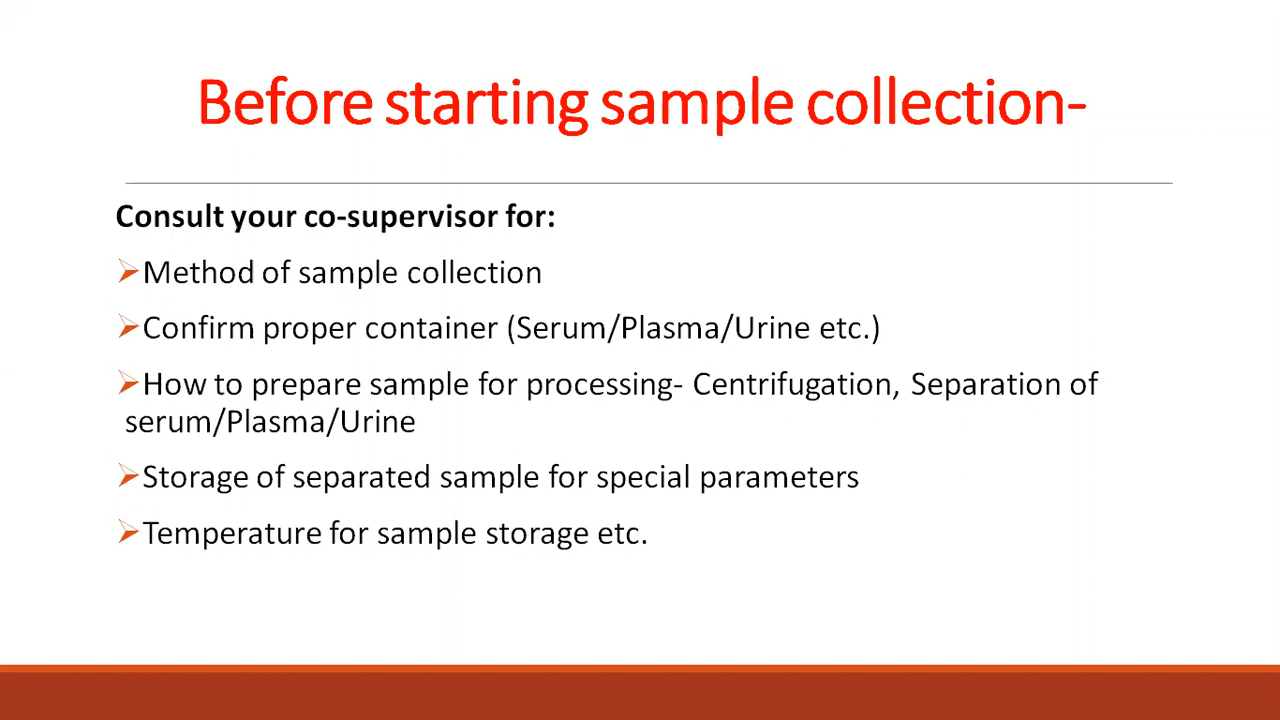 Before starting sample collection-
Consult your co-supervisor for:
Method of sample collection
Confirm proper container (Serum/Plasma/Urine etc.)
How to prepare sample for processing- Centrifugation, Separation of
serum/Plasma/Urine
Storage of separated sample for special parameters
Temperature for sample storage etc.